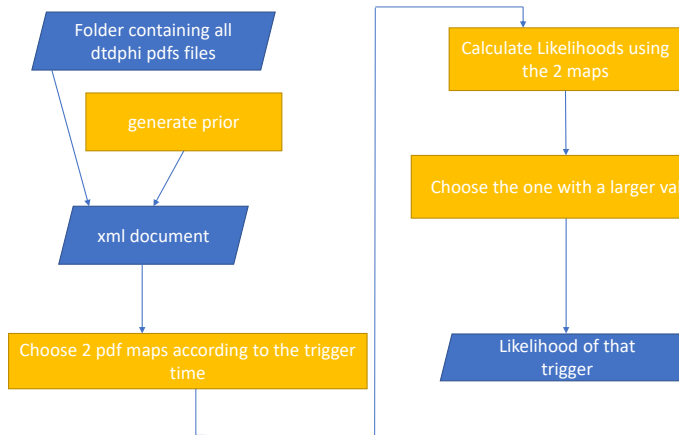 Folder containing all
dtdphi pdfs files
generate prior
xml document
Choose 2 pdf maps according to the trigger
time
Calculate Likelihoods using
the 2 maps
Choose the one with a larger val
Likelihood of that
trigger